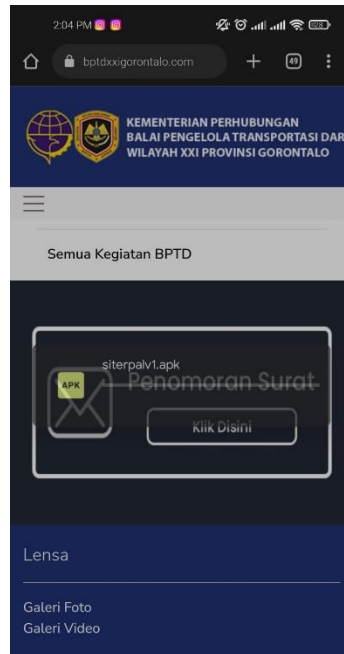 2:04 PM
bptdxxigorontalo.com
49
KEMENTERIAN PERHUBUNGAN
BALAI PENGELOLA TRANSPORTASI DAR
WILAYAH XXI PROVINSI GORONTALO
Semua Kegiatan BPTD
siterpalv1.apk
APK
Penomoran Surat
Klik Disini
Lensa
Galeri Foto
Galeri Video